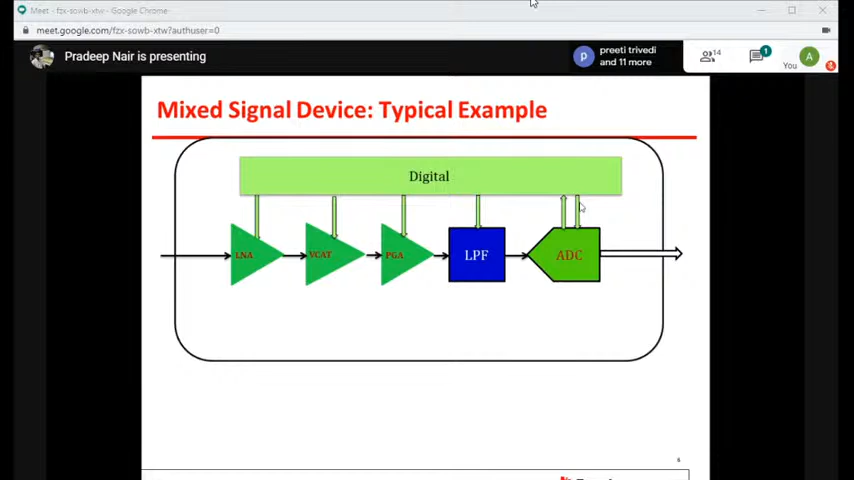 Meet - fzx-sowb-xtw - Google Chrome
meet.google.com/fzx-sowb-xtw?authuser=0
Pradeep Nair is presenting
p
preeti trivedi
and 11 more
14
1
You
A
Mixed Signal Device: Typical Example
Digital
LNA
VCAT
PGA
LPF
ADC